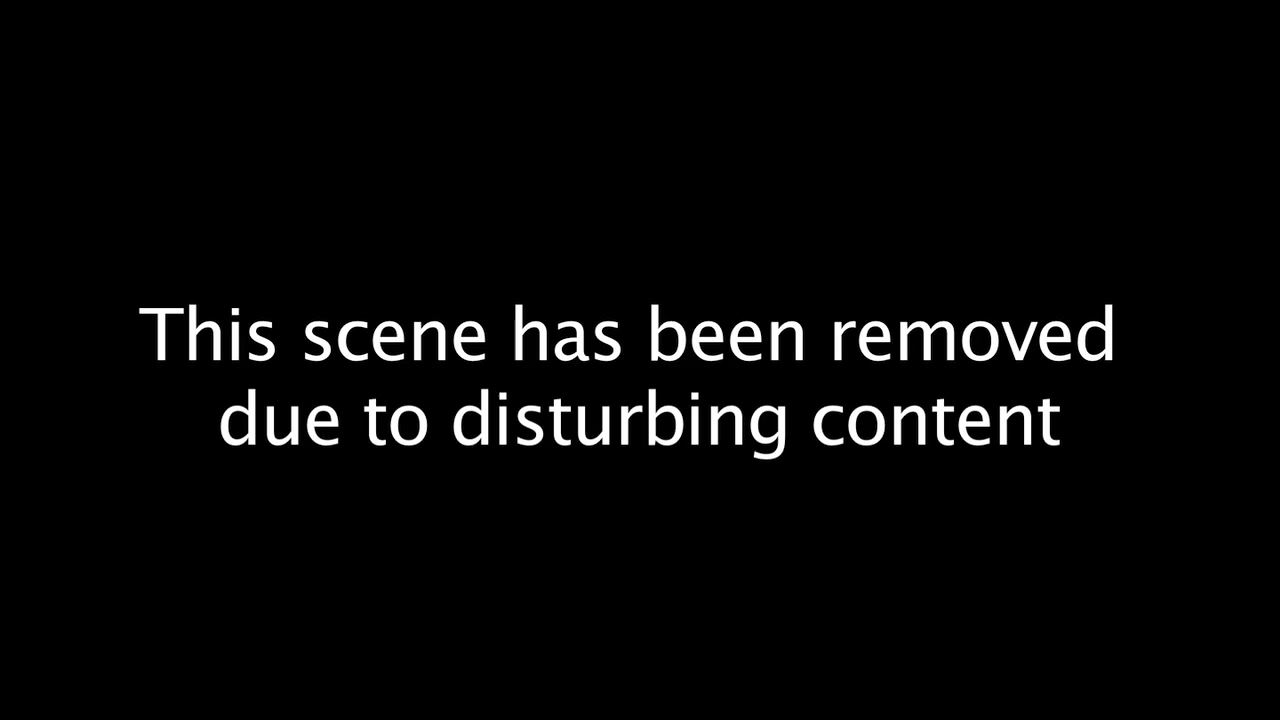 This scene has been removed
due to disturbing content